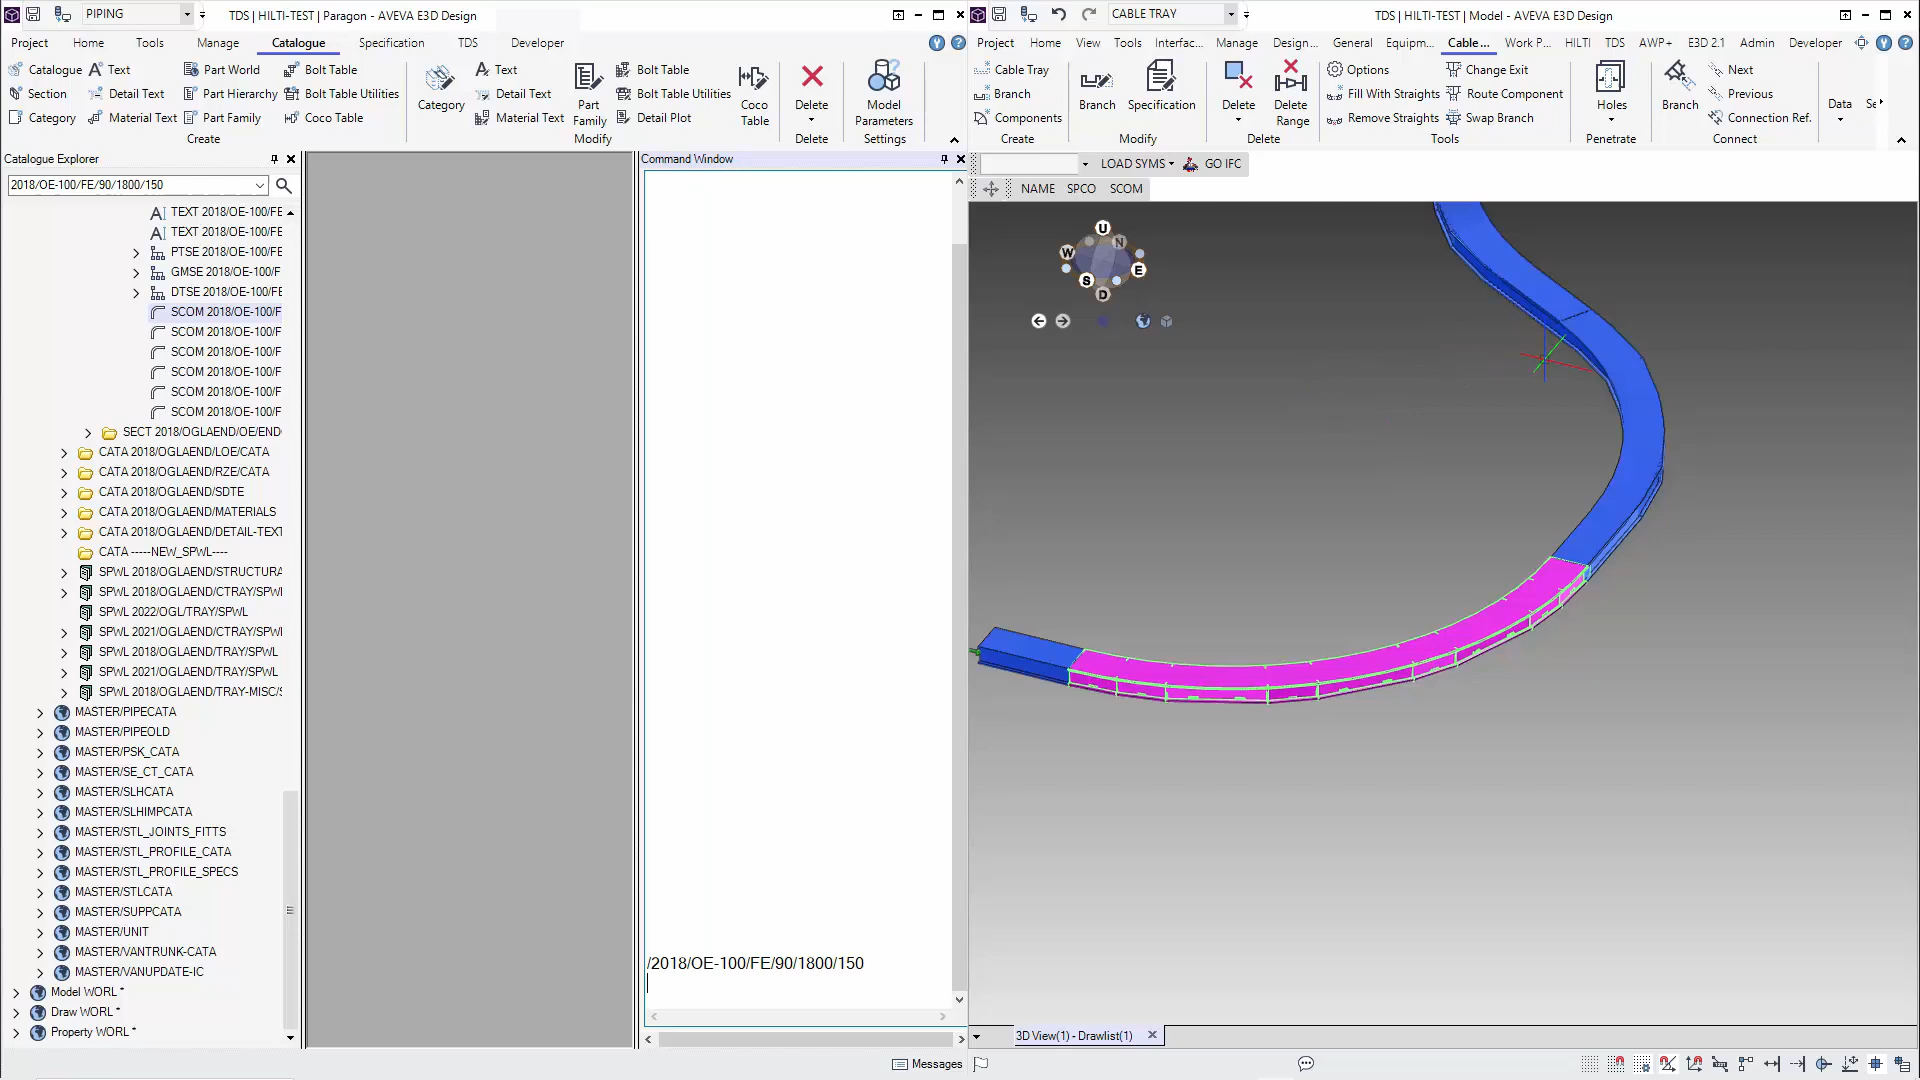 PIPING
TDS | HILTI-TEST | Paragon - AVEVA E3D Design
Project Home Tools Manage Catalogue Specification TDS Developer
Catalogue Text Part World Bolt Table Text Bolt Table
Section Detail Text Part Hierarchy Bolt Table Utilities Detail Text Bolt Table Utilities
Category Material Text Part Family Coco Table Material Text Detail Plot
Category Part Family Coco Table Delete Model Parameters
Create Modify Delete Settings
Catalogue Explorer
2018/OE-100/FE/90/1800/150
TEXT 2018/OE-100/FE
TEXT 2018/OE-100/FE
PTSE 2018/OE-100/FE
GMSE 2018/OE-100/F
DTSE 2018/OE-100/FE
SCOM 2018/OE-100/F
SCOM 2018/OE-100/F
SCOM 2018/OE-100/F
SCOM 2018/OE-100/F
SCOM 2018/OE-100/F
SCOM 2018/OE-100/F
SECT 2018/OGLAEND/OE/END
CATA 2018/OGLAEND/LOE/CATA
CATA 2018/OGLAEND/RZE/CATA
CATA 2018/OGLAEND/SDTE
CATA 2018/OGLAEND/MATERIALS
CATA 2018/OGLAEND/DETAIL-TEXT
CATA -----NEW_SPWL----
SPWL 2018/OGLAEND/STRUCTURA
SPWL 2018/OGLAEND/CTRAY/SPWL
SPWL 2022/OGL/TRAY/SPWL
SPWL 2021/OGLAEND/CTRAY/SPWL
SPWL 2018/OGLAEND/TRAY/SPWL
SPWL 2021/OGLAEND/TRAY/SPWL
SPWL 2018/OGLAEND/TRAY-MISC/S
MASTER/PIPECATA
MASTER/PIPEOLD
MASTER/PSK_CATA
MASTER/SE_CT_CATA
MASTER/SLHCATA
MASTER/SLHIMPCATA
MASTER/STL_JOINTS_FITTS
MASTER/STL_PROFILE_CATA
MASTER/STL_PROFILE_SPECS
MASTER/STLCATA
MASTER/SUPPCATA
MASTER/UNIT
MASTER/VANTRUNK-CATA
MASTER/VANUPDATE-IC
Model WORL *
Draw WORL *
Property WORL *
Command Window
/2018/OE-100/FE/90/1800/150
Messages
CABLE TRAY
TDS | HILTI-TEST | Model - AVEVA E3D Design
Project Home View Tools Interfac... Manage Design... General Equipm... Cable ... Work P... HILTI TDS AWP+ E3D 2.1 Admin Developer
Cable Tray Options Change Exit Next
Branch Fill With Straights Route Component Previous
Components Remove Straights Swap Branch Connection Ref.
Branch Specification Delete Delete Range Holes Branch Data Se
Create Modify Delete Tools Penetrate Connect
LOAD SYMS GO IFC
NAME SPCO SCOM
U
N
W
E
S
D
3D View(1) - Drawlist(1)